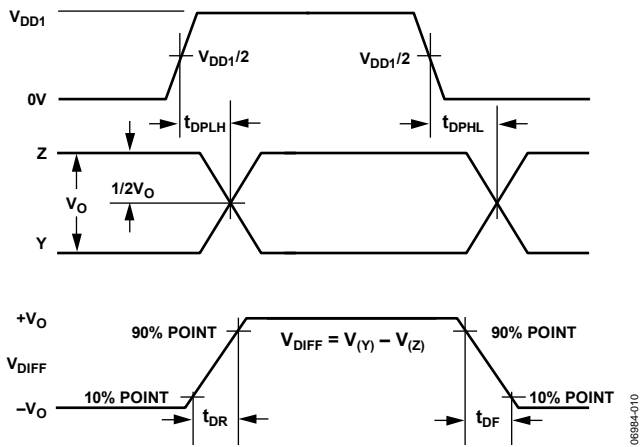 VDD1
VDD1/2
VDD1/2
0V
tDPLH
tDPHL
Z
1/2VO
VO
Y
+VO
90% POINT
VDIFF = V(Y) – V(Z)
90% POINT
VDIFF
10% POINT
10% POINT
–VO
tDR
tDF
06984-010